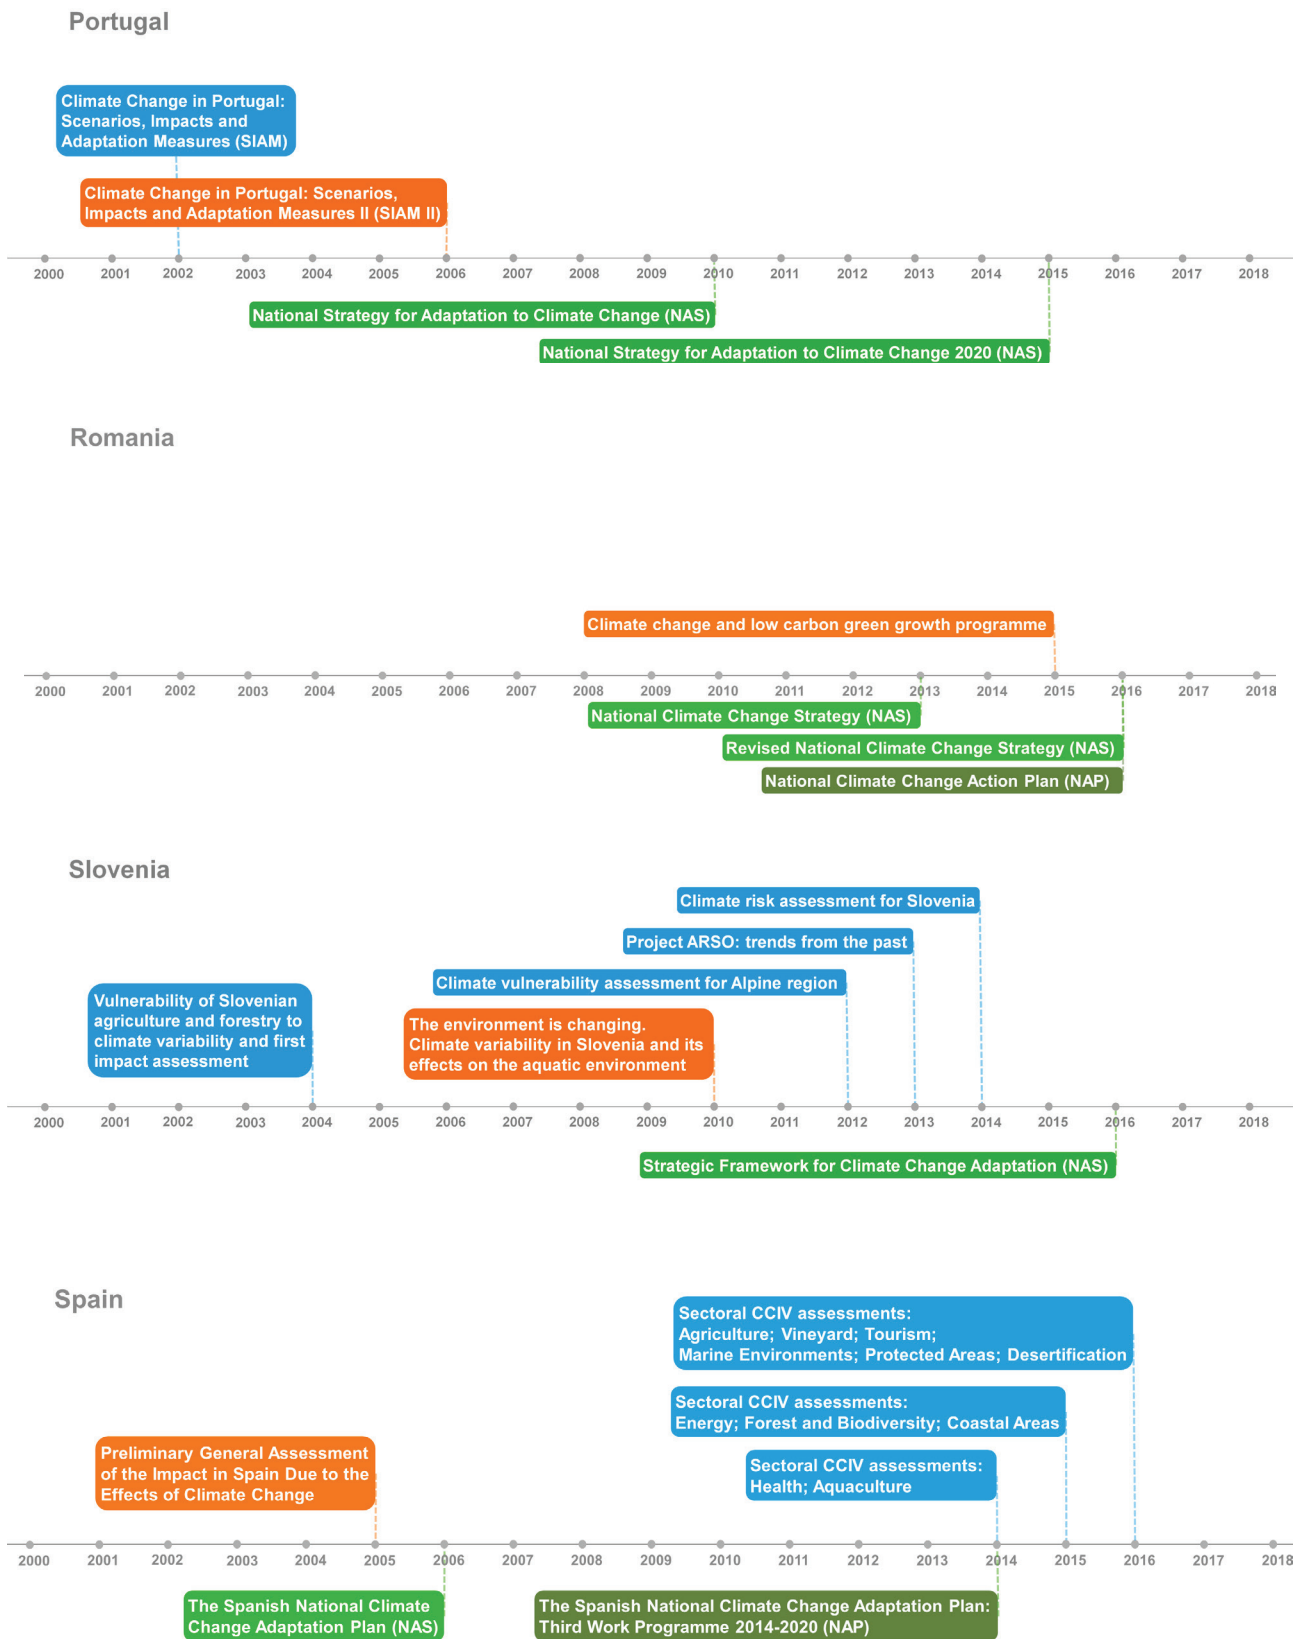 Portugal
Climate Change in Portugal:
Scenarios, Impacts and
Adaptation Measures (SIAM)
Climate Change in Portugal: Scenarios,
Impacts and Adaptation Measures II (SIAM II)
2000 2001 2002 2003 2004 2005 2006 2007 2008 2009 2010 2011 2012 2013 2014 2015 2016 2017 2018
National Strategy for Adaptation to Climate Change (NAS)
National Strategy for Adaptation to Climate Change 2020 (NAS)
Romania
Climate change and low carbon green growth programme
2000 2001 2002 2003 2004 2005 2006 2007 2008 2009 2010 2011 2012 2013 2014 2015 2016 2017 2018
National Climate Change Strategy (NAS)
Revised National Climate Change Strategy (NAS)
National Climate Change Action Plan (NAP)
Slovenia
Climate risk assessment for Slovenia
Project ARSO: trends from the past
Climate vulnerability assessment for Alpine region
Vulnerability of Slovenian
agriculture and forestry to
climate variability and first
impact assessment
The environment is changing.
Climate variability in Slovenia and its
effects on the aquatic environment
2000 2001 2002 2003 2004 2005 2006 2007 2008 2009 2010 2011 2012 2013 2014 2015 2016 2017 2018
Strategic Framework for Climate Change Adaptation (NAS)
Spain
Sectoral CCIV assessments:
Agriculture; Vineyard; Tourism;
Marine Environments; Protected Areas; Desertification
Sectoral CCIV assessments:
Energy; Forest and Biodiversity; Coastal Areas
Preliminary General Assessment
of the Impact in Spain Due to the
Effects of Climate Change
Sectoral CCIV assessments:
Health; Aquaculture
2000 2001 2002 2003 2004 2005 2006 2007 2008 2009 2010 2011 2012 2013 2014 2015 2016 2017 2018
The Spanish National Climate
Change Adaptation Plan (NAS)
The Spanish National Climate Change Adaptation Plan:
Third Work Programme 2014-2020 (NAP)